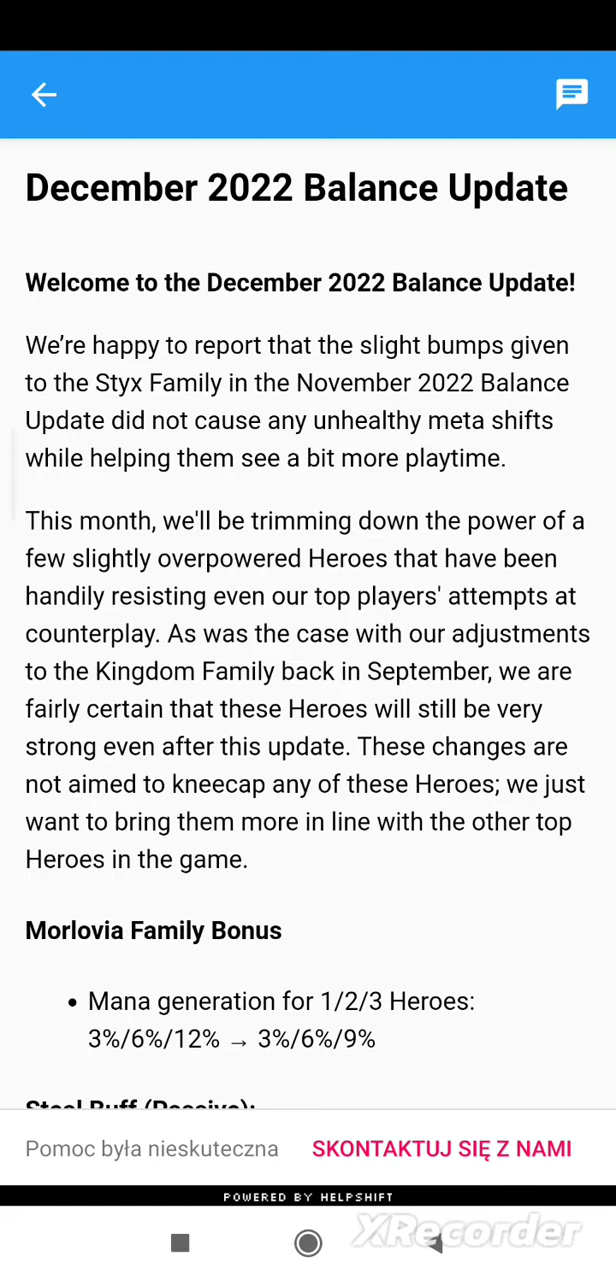 December 2022 Balance Update
Welcome to the December 2022 Balance Update!
We’re happy to report that the slight bumps given
to the Styx Family in the November 2022 Balance
Update did not cause any unhealthy meta shifts
while helping them see a bit more playtime.
This month, we'll be trimming down the power of a
few slightly overpowered Heroes that have been
handily resisting even our top players' attempts at
counterplay. As was the case with our adjustments
to the Kingdom Family back in September, we are
fairly certain that these Heroes will still be very
strong even after this update. These changes are
not aimed to kneecap any of these Heroes; we just
want to bring them more in line with the other top
Heroes in the game.
Morlovia Family Bonus
• Mana generation for 1/2/3 Heroes:
3%/6%/12% → 3%/6%/9%
Steal Buff (Passive):
Pomoc była nieskuteczna SKONTAKTUJ SIĘ Z NAMI
POWERED BY HELPSHIFT
XRecorder